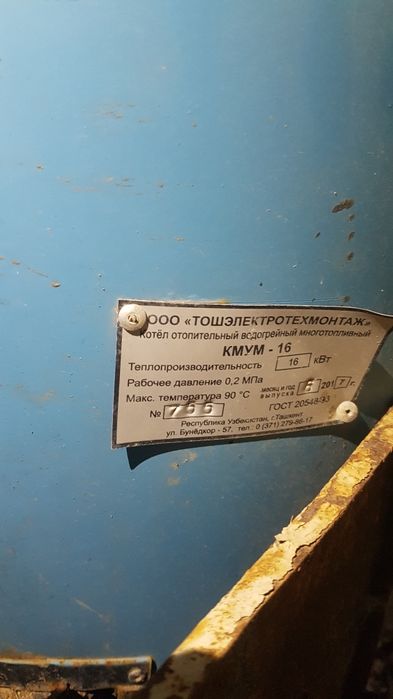 ООО «ТОШЭЛЕКТРОТЕХМОНТАЖ»
Котёл отопительный водогрейный многотопливный
КМУМ - 16
Теплопроизводительность 16 кВт
Рабочее давление 0,2 МПа
месяц и год выпуска 6 2017 г.
Макс. температура 90 °С
ГОСТ 20548-93
№ 755
Республика Узбекистан, г.Ташкент
ул. Бунёдкор - 57, тел.: 0 (371) 279-86-17